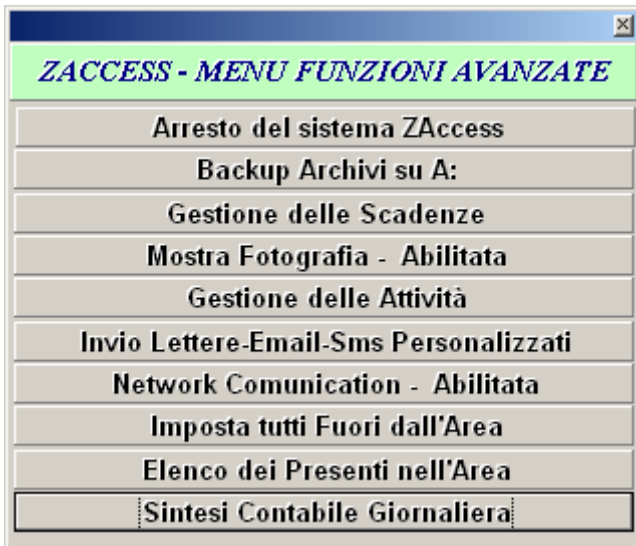 ZACCESS - MENU FUNZIONI AVANZATE
Arresto del sistema ZAccess
Backup Archivi su A:
Gestione delle Scadenze
Mostra Fotografia - Abilitata
Gestione delle Attività
Invio Lettere-Email-Sms Personalizzati
Network Comunication - Abilitata
Imposta tutti Fuori dall'Area
Elenco dei Presenti nell'Area
Sintesi Contabile Giornaliera